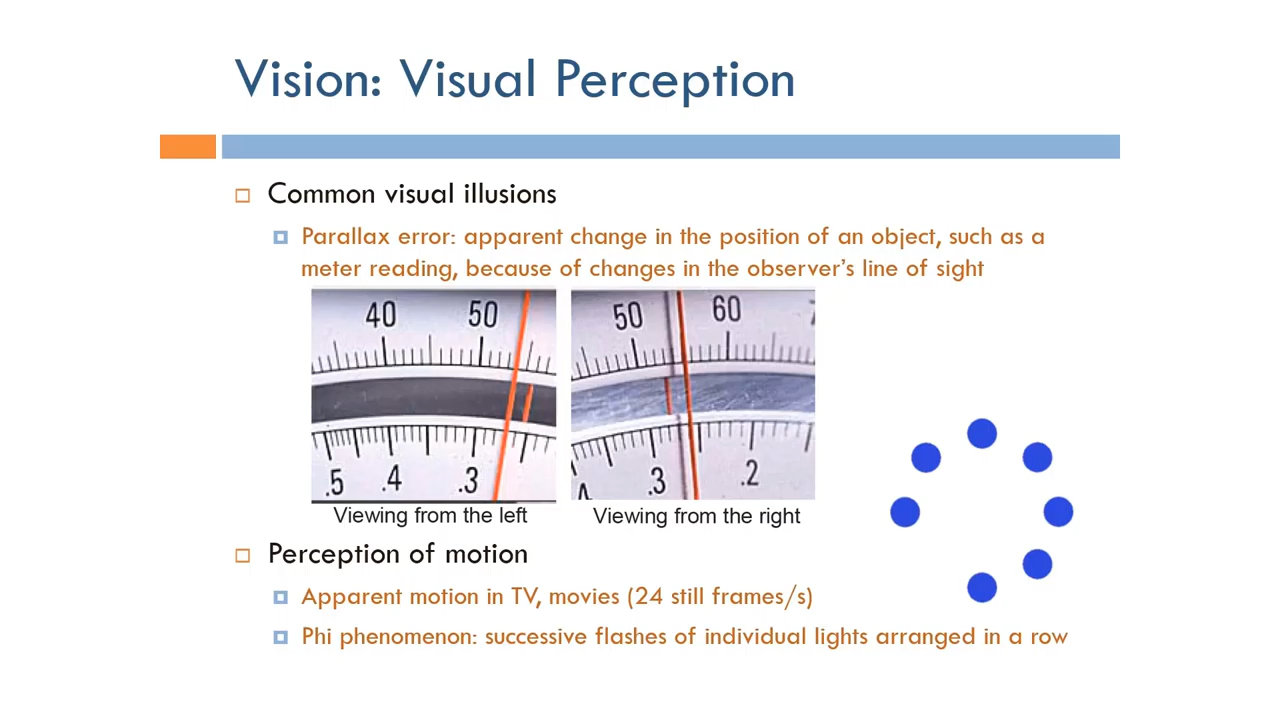 Vision: Visual Perception
Common visual illusions
Parallax error: apparent change in the position of an object, such as a
meter reading, because of changes in the observer’s line of sight
40 50
.5 .4 .3
50 60
.3 .2
Viewing from the left
Viewing from the right
Perception of motion
Apparent motion in TV, movies (24 still frames/s)
Phi phenomenon: successive flashes of individual lights arranged in a row